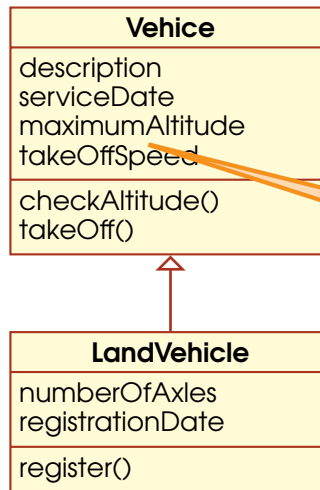 Vehice
description
serviceDate
maximumAltitude
takeOffSpeed
checkAltitude()
takeOff()
LandVehicle
numberOfAxles
registrationDate
register()